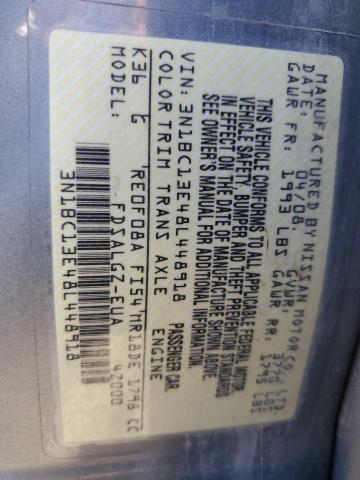 MANUFACTURED BY NISSAN MOTOR CO., LTD.
DATE: 04/08 GVWR: 3770 LBS
GAWR FR: 1993 LBS GAWR RR: 1795 LBS
THIS VEHICLE CONFORMS TO ALL APPLICABLE FEDERAL MOTOR
VEHICLE SAFETY, BUMPER AND THEFT PREVENTION STANDARDS
IN EFFECT ON THE DATE OF MANUFACTURE SHOWN ABOVE.
SEE OWNER'S MANUAL FOR ADDITIONAL INFORMATION.
VIN: 3N1BC13E48L448918 PASSENGER CAR
COLOR TRIM TRANS AXLE ENGINE
K36 G RE0F08A FI54 MR18DE 1798 CC
FDSALGZ-EUA 42000
3N1BC13E48L448918